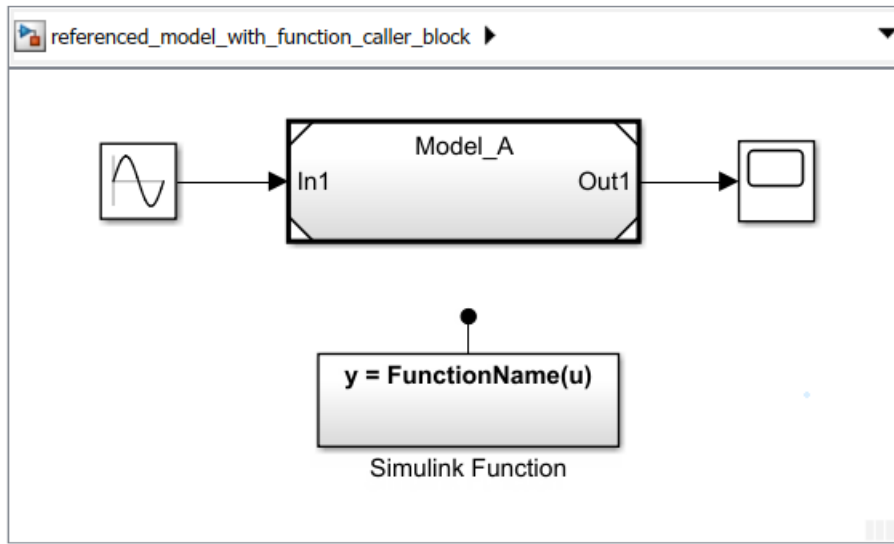 referenced_model_with_function_caller_block
Model_A
In1
Out1
y = FunctionName(u)
Simulink Function